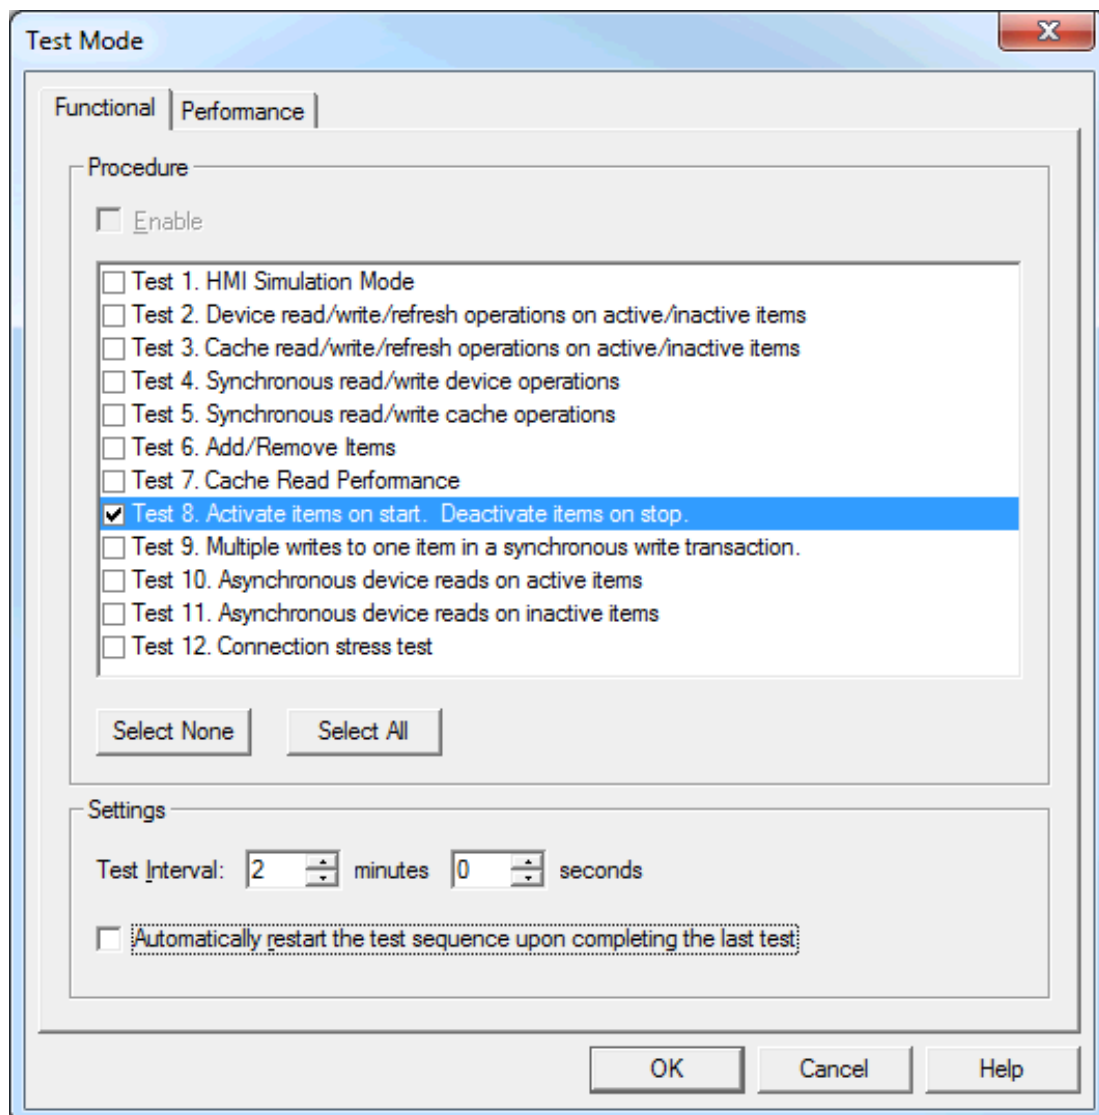 Test Mode
Functional Performance
Procedure
Enable
Test 1. HMI Simulation Mode
Test 2. Device read/write/refresh operations on active/inactive items
Test 3. Cache read/write/refresh operations on active/inactive items
Test 4. Synchronous read/write device operations
Test 5. Synchronous read/write cache operations
Test 6. Add/Remove Items
Test 7. Cache Read Performance
Test 8. Activate items on start.  Deactivate items on stop.
Test 9. Multiple writes to one item in a synchronous write transaction.
Test 10. Asynchronous device reads on active items
Test 11. Asynchronous device reads on inactive items
Test 12. Connection stress test
Select None Select All
Settings
Test Interval: 2 minutes 0 seconds
Automatically restart the test sequence upon completing the last test
OK Cancel Help